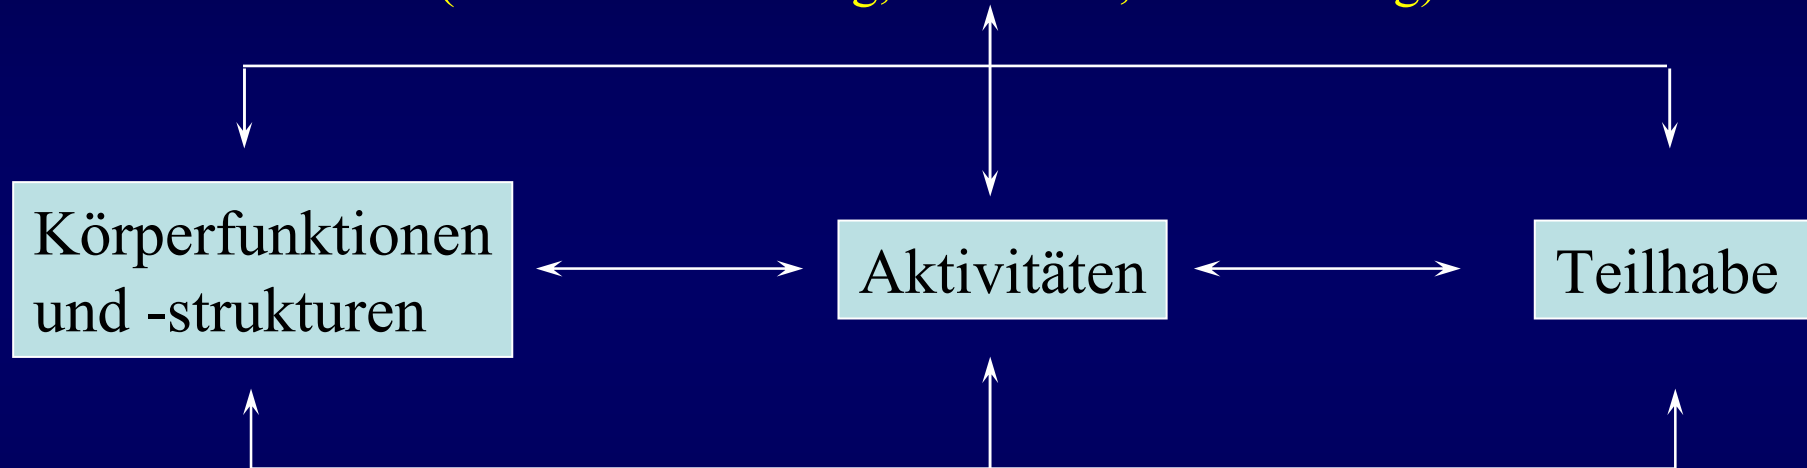 Körperfunktionen
und -strukturen
Aktivitäten
Teilhabe